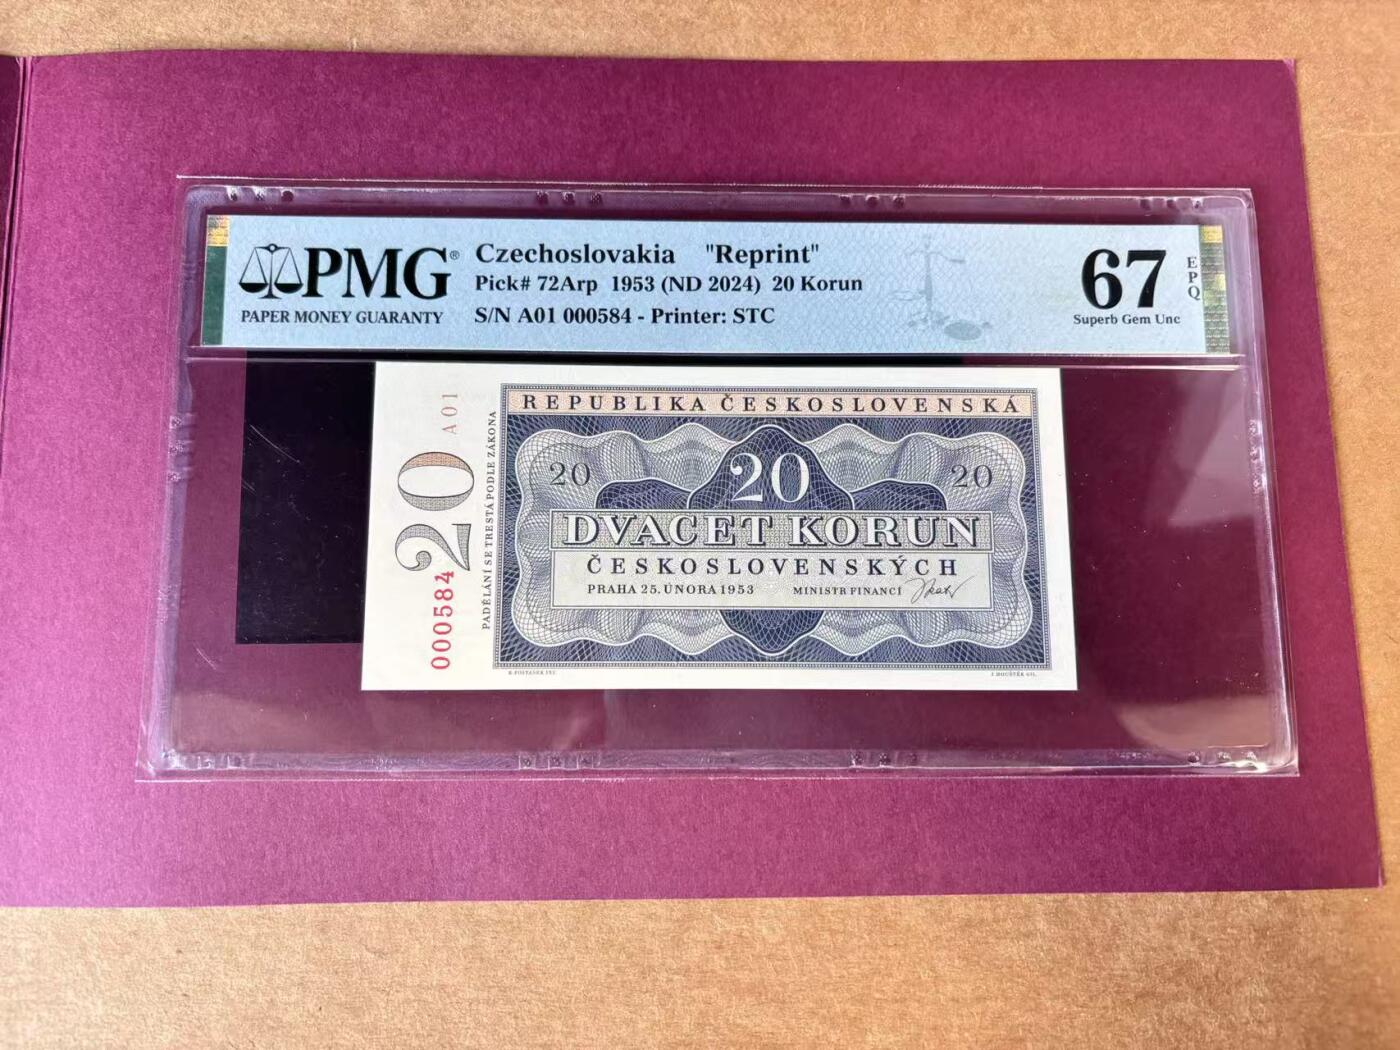 PMG®
PAPER MONEY GUARANTY
Czechoslovakia "Reprint"
Pick# 72Arp 1953 (ND 2024) 20 Korun
S/N A01 000584 - Printer: STC
67
EPQ
Superb Gem Unc
A01
20
000584
PADĚLÁNÍ SE TRESTÁ PODLE ZÁKONA
REPUBLIKA ČESKOSLOVENSKÁ
20 20 20
DVACET KORUN
ČESKOSLOVENSKÝCH
PRAHA 25. ÚNORA 1953 MINISTR FINANCÍ